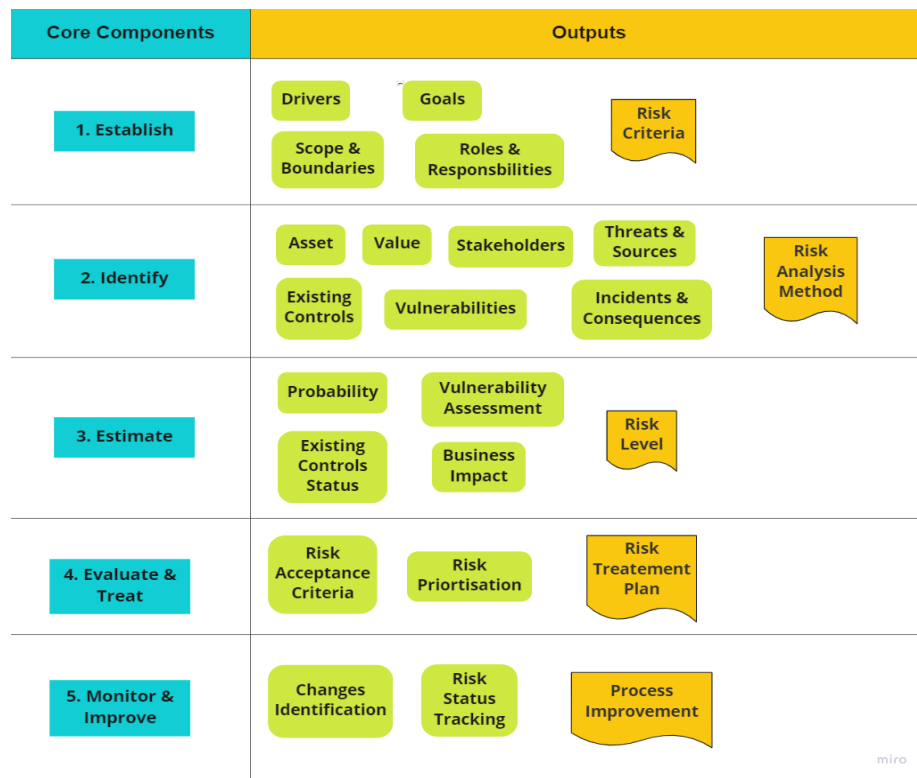 Core Components
Outputs
1. Establish
Drivers
Goals
Scope &
Boundaries
Roles &
Responsbilities
Risk
Criteria
2. Identify
Asset
Value
Stakeholders
Threats &
Sources
Existing
Controls
Vulnerabilities
Incidents &
Consequences
Risk
Analysis
Method
3. Estimate
Probability
Vulnerability
Assessment
Existing
Controls
Status
Business
Impact
Risk
Level
4. Evaluate &
Treat
Risk
Acceptance
Criteria
Risk
Priortisation
Risk
Treatement
Plan
5. Monitor &
Improve
Changes
Identification
Risk
Status
Tracking
Process
Improvement
miro